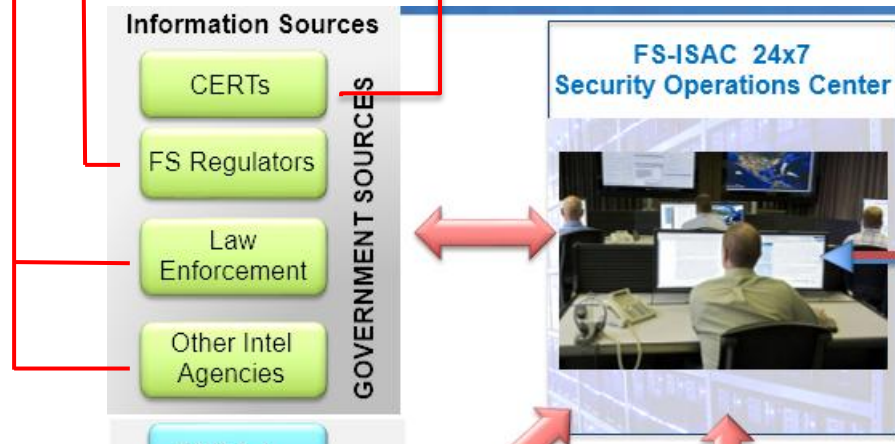 Information Sources
CERTs
FS Regulators
Law
Enforcement
Other Intel
Agencies
GOVERNMENT SOURCES
FS-ISAC 24x7
Security Operations Center